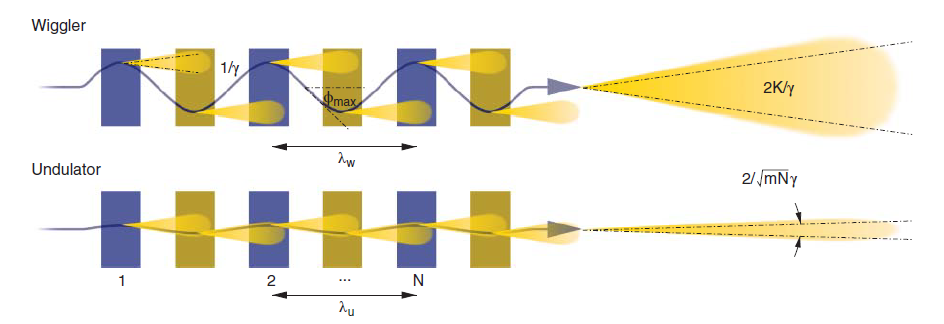 Wiggler
1/γ
2K/γ
ϕmax
λw
Undulator
2/√mNγ
1
2
...
N
λu